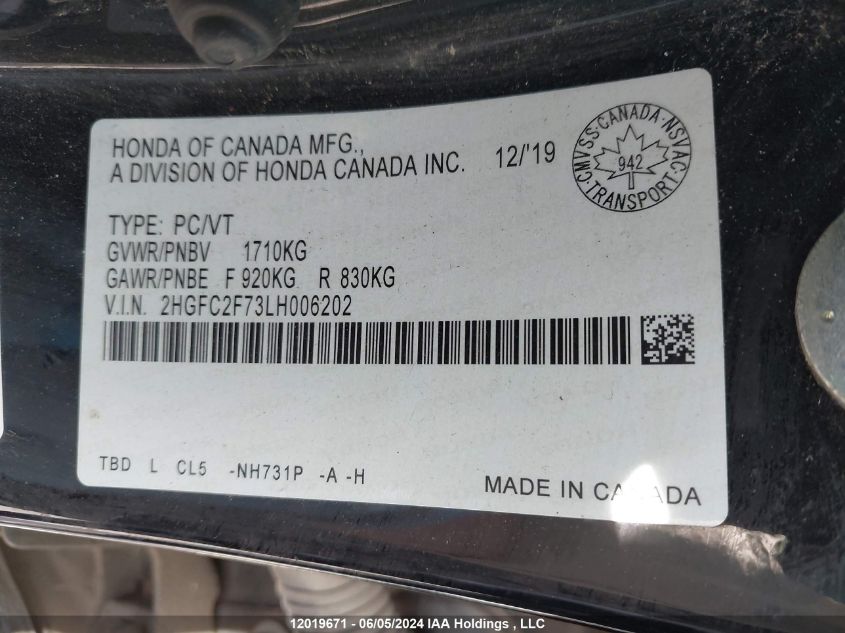 HONDA OF CANADA MFG.,
A DIVISION OF HONDA CANADA INC. 12/'19
CMVSS·CANADA·NSVAC·TRANSPORT·
942
TYPE: PC/VT
GVWR/PNBV 1710KG
GAWR/PNBE F 920KG R 830KG
V.I.N. 2HGFC2F73LH006202
TBD L CL5 -NH731P -A -H
MADE IN CANADA
12019671 - 06/05/2024 IAA Holdings , LLC